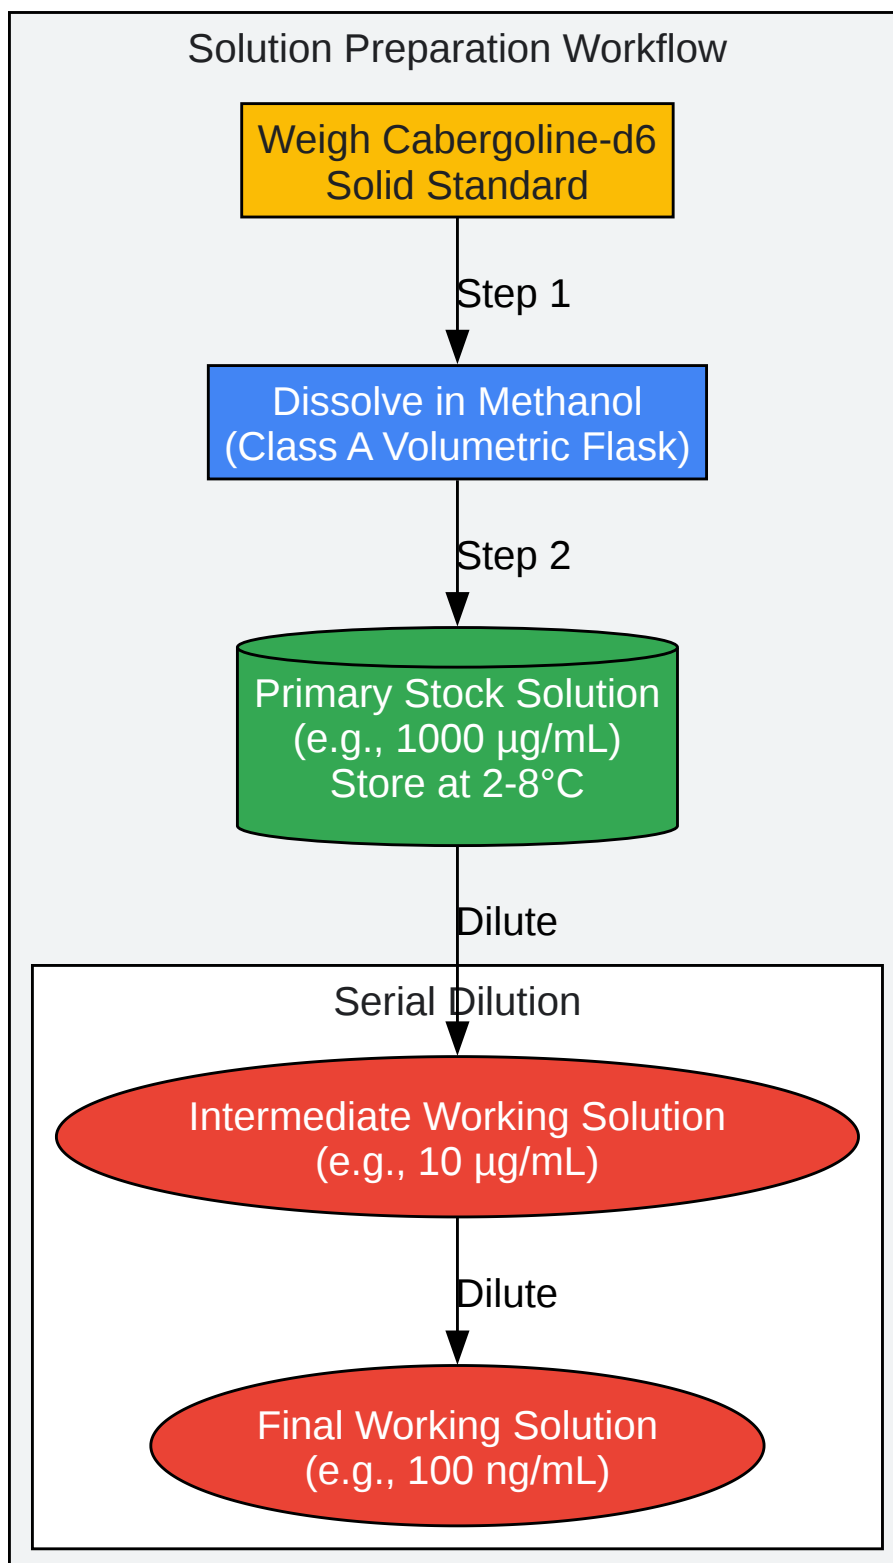 Solution Preparation Workflow
Weigh Cabergoline-d6
Solid Standard
Step 1
Dissolve in Methanol
(Class A Volumetric Flask)
Step 2
Primary Stock Solution
(e.g., 1000 µg/mL)
Store at 2-8°C
Dilute
Serial Dilution
Intermediate Working Solution
(e.g., 10 µg/mL)
Dilute
Final Working Solution
(e.g., 100 ng/mL)